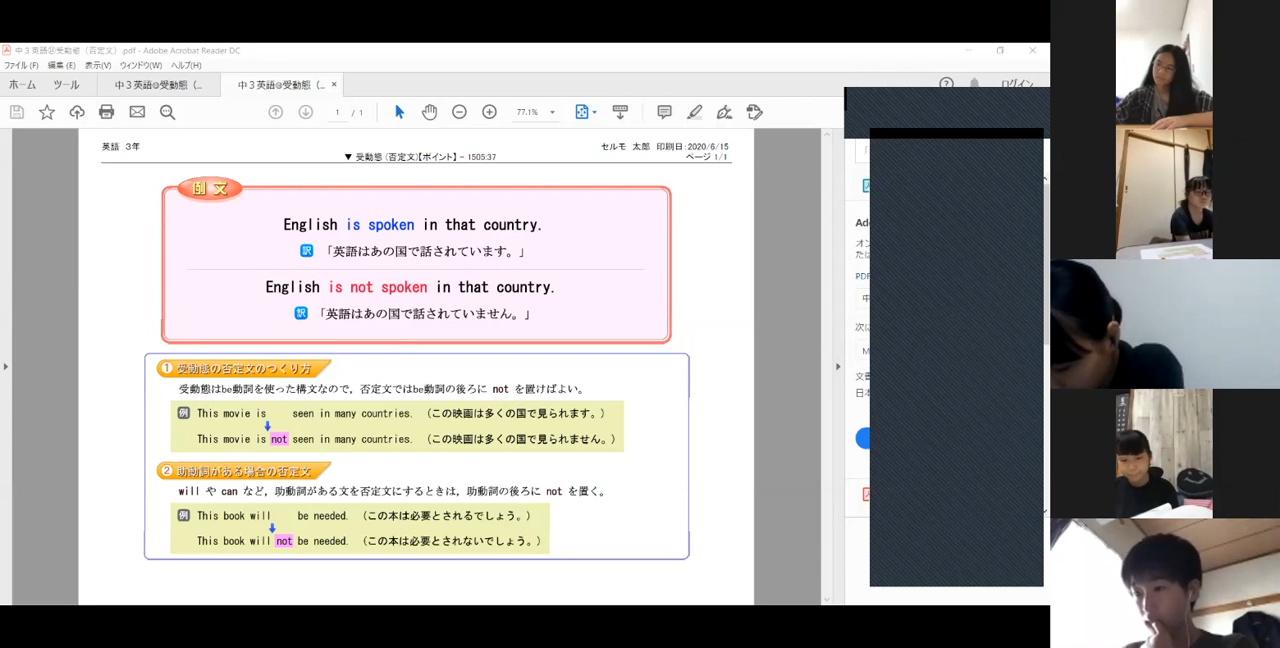 中３英語㉒受動態（否定文）.pdf - Adobe Acrobat Reader DC
ファイル(F) 編集(E) 表示(V) ウィンドウ(W) ヘルプ(H)
ホーム ツール 中３英語 受動態（... 中３英語 受動態（... ×
ログイン
1 / 1 77.1%
英語 ３年
▼ 受動態（否定文）【ポイント】 - 1505:37
セルモ 太郎 印刷日：2020/6/15
ページ 1/1
例文
English is spoken in that country.
訳 「英語はあの国で話されています。」
English is not spoken in that country.
訳 「英語はあの国で話されていません。」
① 受動態の否定文のつくり方
受動態はbe動詞を使った構文なので，否定文ではbe動詞の後ろに not を置けばよい。
例 This movie is seen in many countries. （この映画は多くの国で見られます。）
This movie is not seen in many countries. （この映画は多くの国で見られません。）
② 助動詞がある場合の否定文
will や can など，助動詞がある文を否定文にするときは，助動詞の後ろに not を置く。
例 This book will be needed. （この本は必要とされるでしょう。）
This book will not be needed. （この本は必要とされないでしょう。）
Ado
オン
たは
PDF
中
次に
M
文書
日本